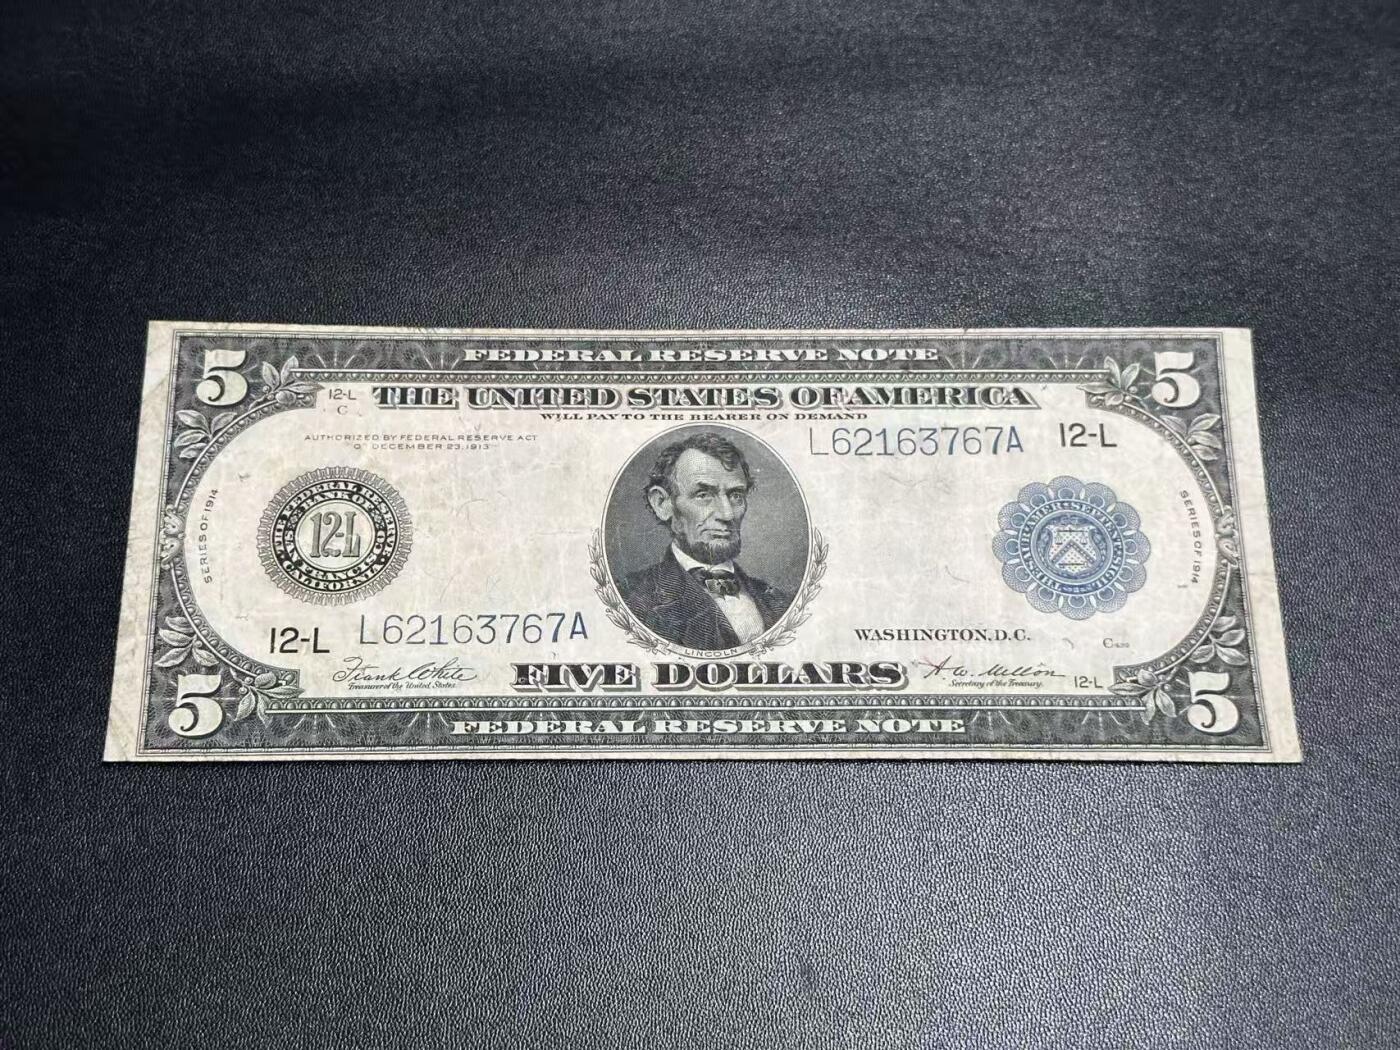 FEDERAL RESERVE NOTE
5
5
12-L
C
THE UNITED STATES OF AMERICA
WILL PAY TO THE BEARER ON DEMAND
AUTHORIZED BY FEDERAL RESERVE ACT
OF DECEMBER 23, 1913
L62163767A
12-L
SERIES OF 1914
SERIES OF 1914
12-L
CALIFORNIA
12-L
L62163767A
LINCOLN
WASHINGTON, D.C.
Frank White
Treasurer of the United States.
FIVE DOLLARS
A. W. Mellon
Secretary of the Treasury.
12-L
5
5
FEDERAL RESERVE NOTE